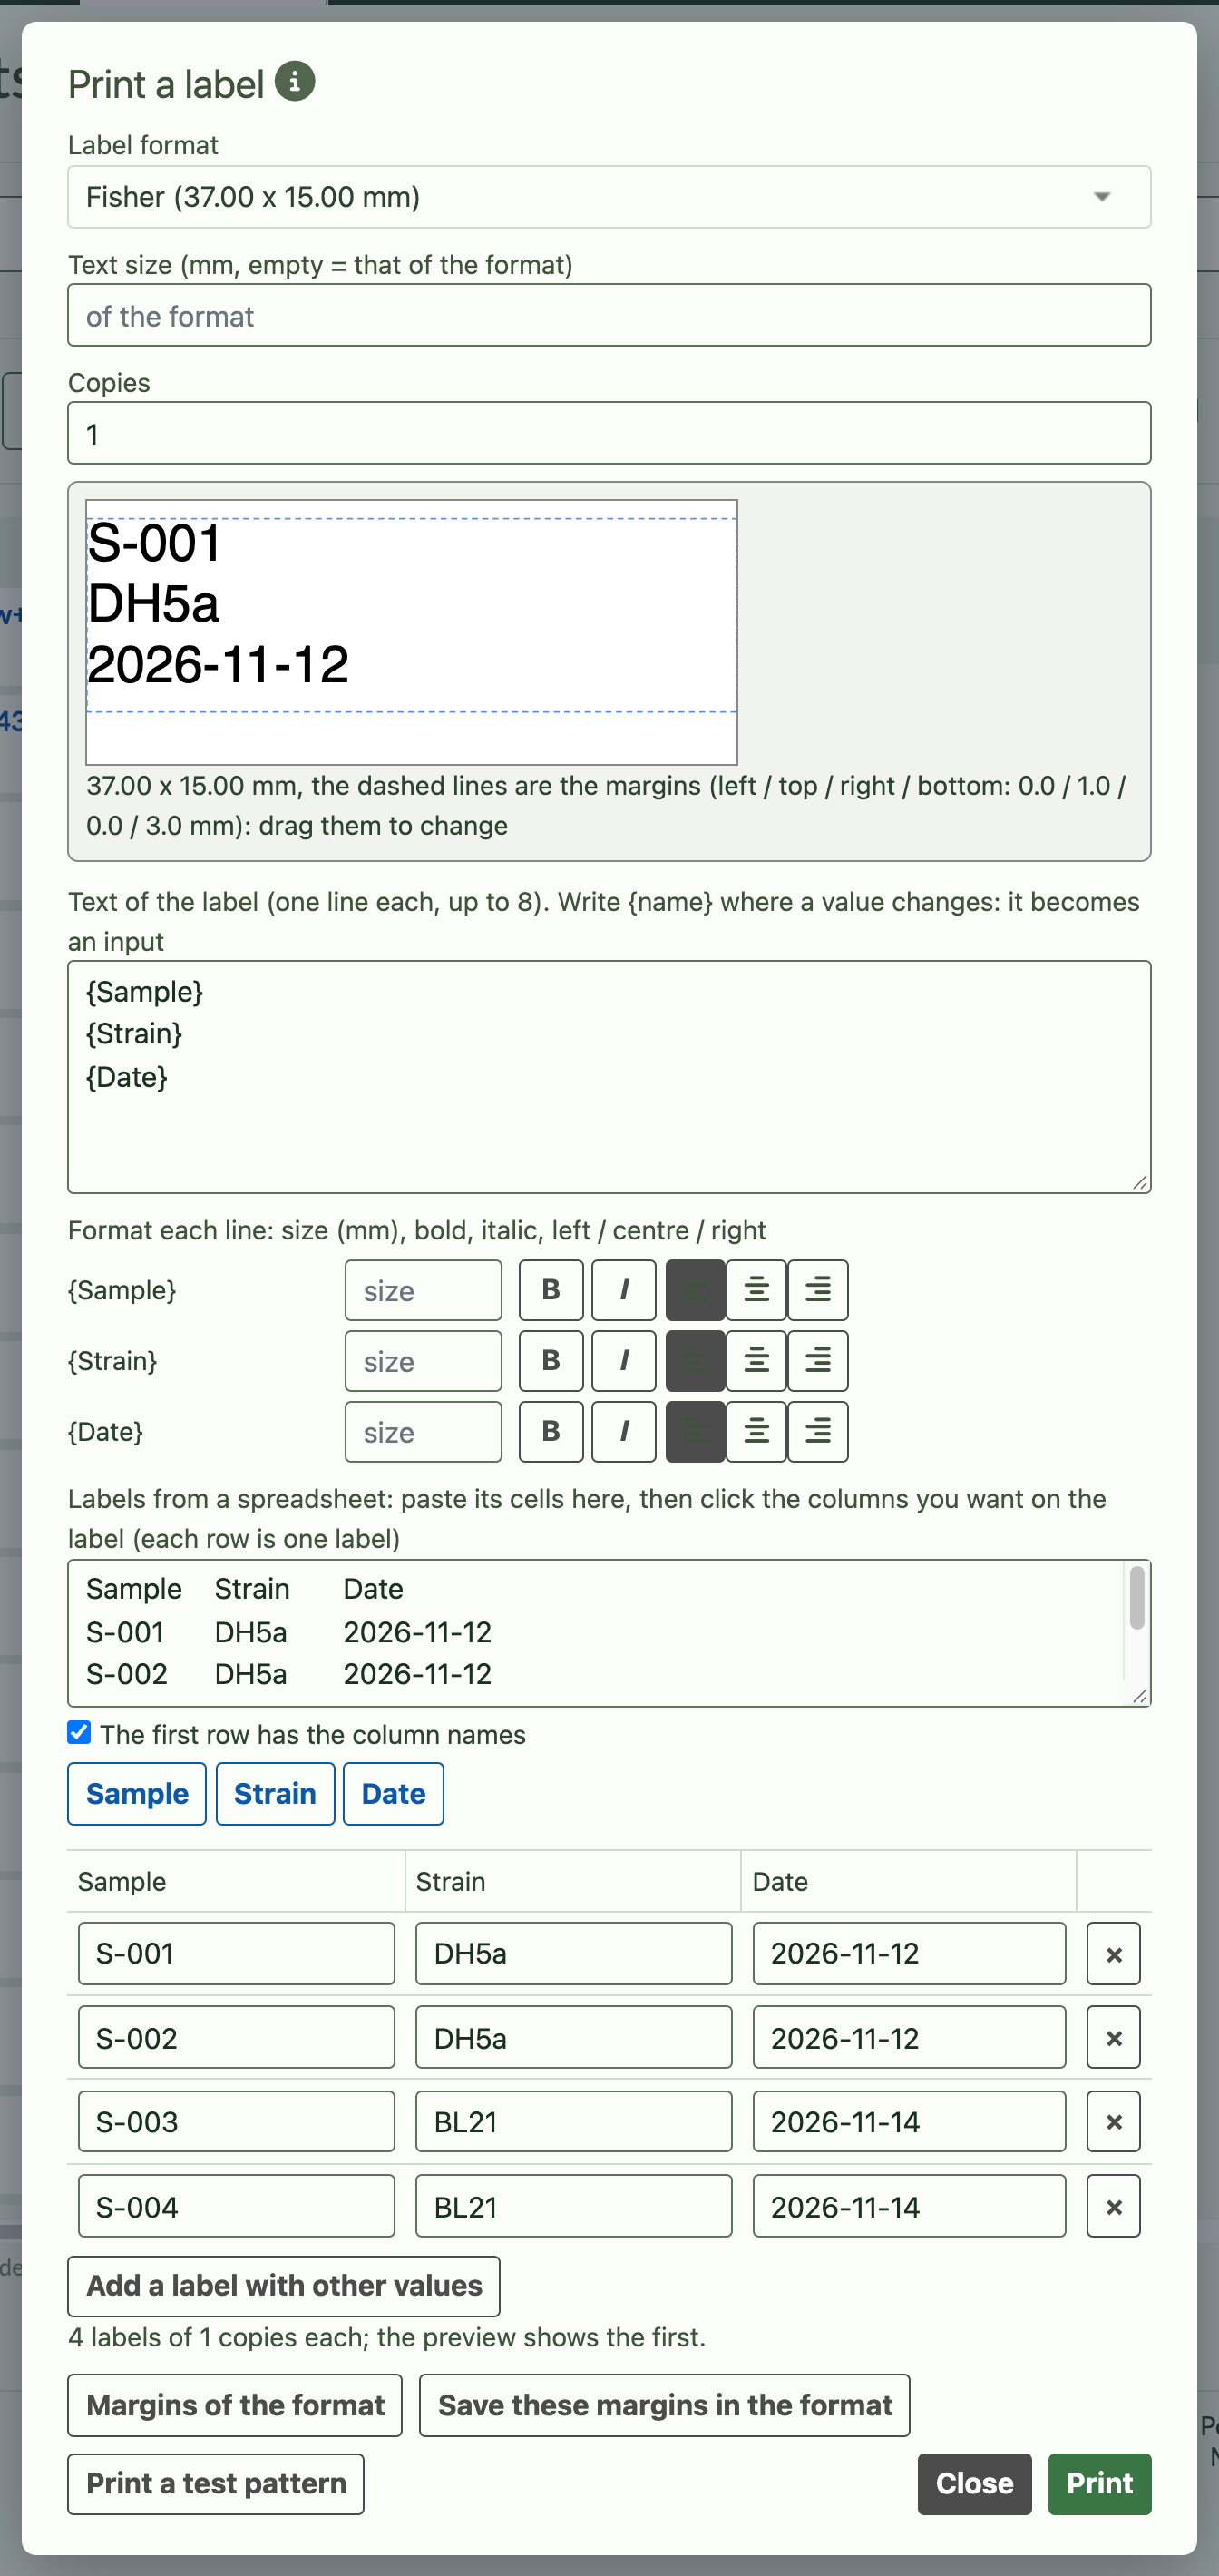 Print a label
Label format
Fisher (37.00 x 15.00 mm)
Text size (mm, empty = that of the format)
of the format
Copies
1
S-001
DH5a
2026-11-12
37.00 x 15.00 mm, the dashed lines are the margins (left / top / right / bottom: 0.0 / 1.0 /
0.0 / 3.0 mm): drag them to change
Text of the label (one line each, up to 8). Write {name} where a value changes: it becomes
an input
{Sample}
{Strain}
{Date}
Format each line: size (mm), bold, italic, left / centre / right
{Sample} size B I
{Strain} size B I
{Date} size B I
Labels from a spreadsheet: paste its cells here, then click the columns you want on the
label (each row is one label)
Sample Strain Date
S-001 DH5a 2026-11-12
S-002 DH5a 2026-11-12
The first row has the column names
Sample Strain Date
Sample Strain Date
S-001 DH5a 2026-11-12 ×
S-002 DH5a 2026-11-12 ×
S-003 BL21 2026-11-14 ×
S-004 BL21 2026-11-14 ×
Add a label with other values
4 labels of 1 copies each; the preview shows the first.
Margins of the format Save these margins in the format
Print a test pattern Close Print